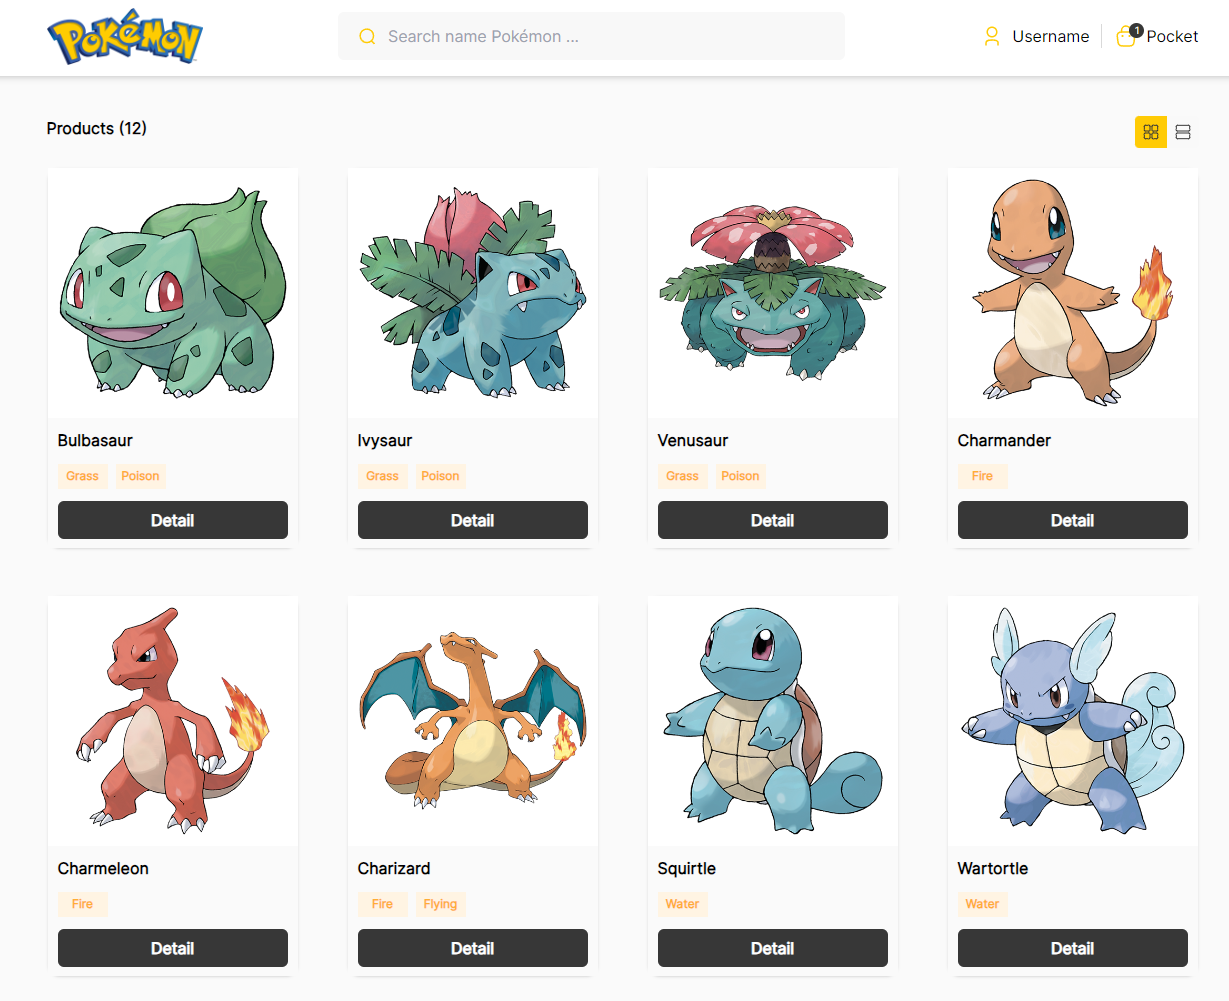 POKéMON
Search name Pokémon ...
Username
1
Pocket
Products (12)
Bulbasaur
Grass Poison
Detail
Ivysaur
Grass Poison
Detail
Venusaur
Grass Poison
Detail
Charmander
Fire
Detail
Charmeleon
Fire
Detail
Charizard
Fire Flying
Detail
Squirtle
Water
Detail
Wartortle
Water
Detail